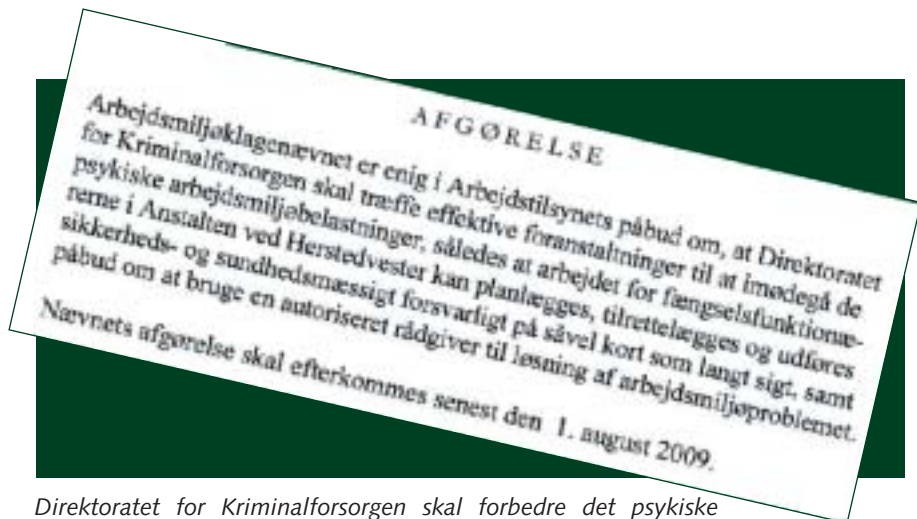 AFGØRELSE
Arbejdsmiljøklagenævnet er enig i Arbejdstilsynets påbud om, at Direktoratet
for Kriminalforsorgen skal træffe effektive foranstaltninger til at imødegå de
psykiske arbejdsmiljøbelastninger, således at arbejdet for fængselsfunktionæ-
rerne i Anstalten ved Herstedvester kan planlægges, tilrettelægges og udføres
sikkerheds- og sundhedsmæssigt forsvarligt på såvel kort som langt sigt, samt
påbud om at bruge en autoriseret rådgiver til løsning af arbejdsmiljøproblemet.
Nævnets afgørelse skal efterkommes senest den 1. august 2009.
Direktoratet for Kriminalforsorgen skal forbedre det psykiske